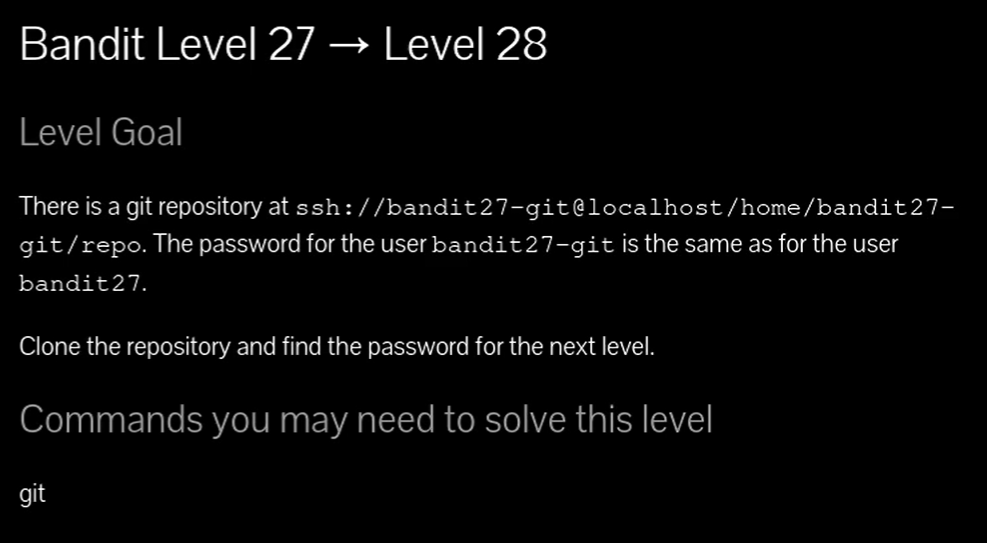 Bandit Level 27 → Level 28
Level Goal
There is a git repository at ssh://bandit27-git@localhost/home/bandit27-
git/repo. The password for the user bandit27-git is the same as for the user
bandit27.
Clone the repository and find the password for the next level.
Commands you may need to solve this level
git